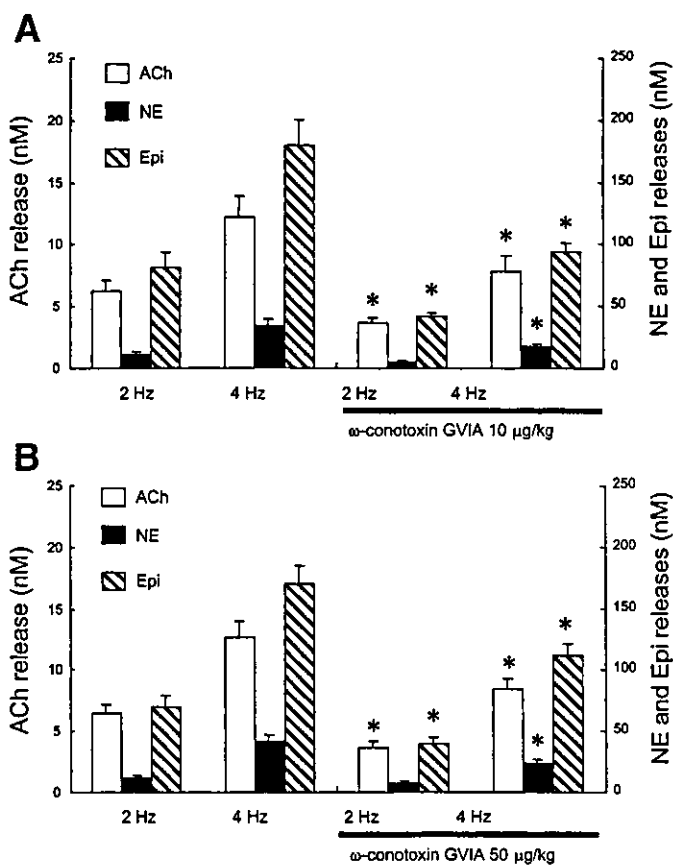 A
25
20
15
10
5
0
ACh release (nM)
ACh
NE
Epi
250
200
150
100
50
0
NE and Epi releases (nM)
*
*
*
*
*
2 Hz
4 Hz
2 Hz
4 Hz
ω-conotoxin GVIA 10 μg/kg
B
25
20
15
10
5
0
ACh release (nM)
ACh
NE
Epi
250
200
150
100
50
0
NE and Epi releases (nM)
*
*
*
*
*
2 Hz
4 Hz
2 Hz
4 Hz
ω-conotoxin GVIA 50 μg/kg